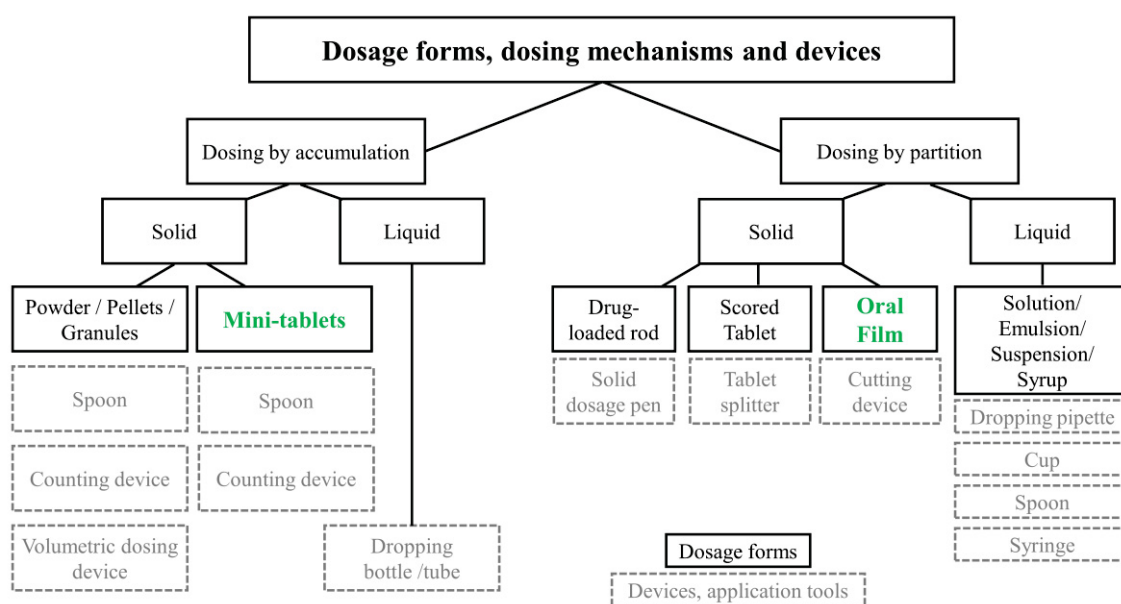 Dosage forms, dosing mechanisms and devices
Dosing by accumulation
Dosing by partition
Solid
Liquid
Solid
Liquid
Powder / Pellets /
Granules
Mini-tablets
Drug-
loaded rod
Scored
Tablet
Oral
Film
Solution/
Emulsion/
Suspension/
Syrup
Spoon
Spoon
Solid
dosage pen
Tablet
splitter
Cutting
device
Dropping pipette
Cup
Counting device
Counting device
Spoon
Syringe
Volumetric dosing
device
Dropping
bottle /tube
Dosage forms
Devices, application tools